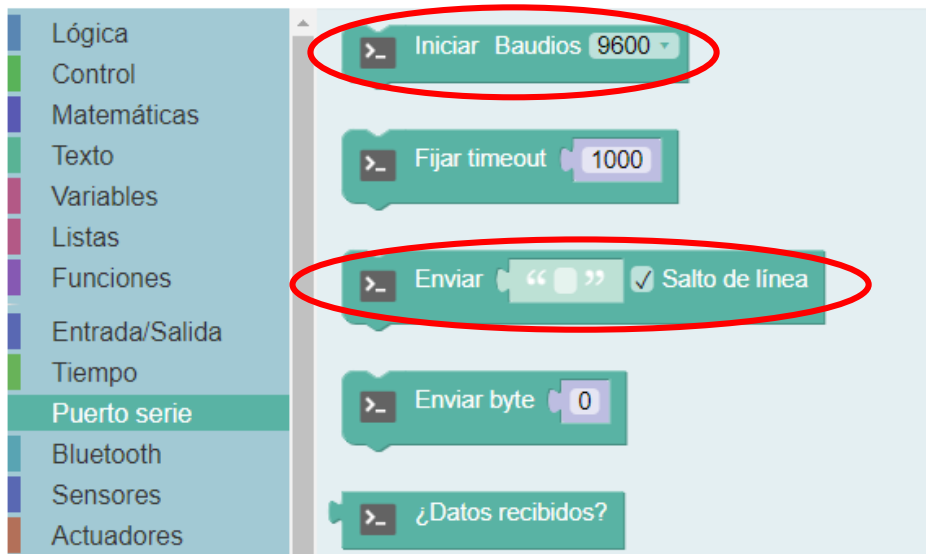 Lógica
Control
Matemáticas
Texto
Variables
Listas
Funciones
Entrada/Salida
Tiempo
Puerto serie
Bluetooth
Sensores
Actuadores
>_ Iniciar Baudios 9600
>_ Fijar timeout 1000
>_ Enviar “ ” Salto de línea
>_ Enviar byte 0
>_ ¿Datos recibidos?